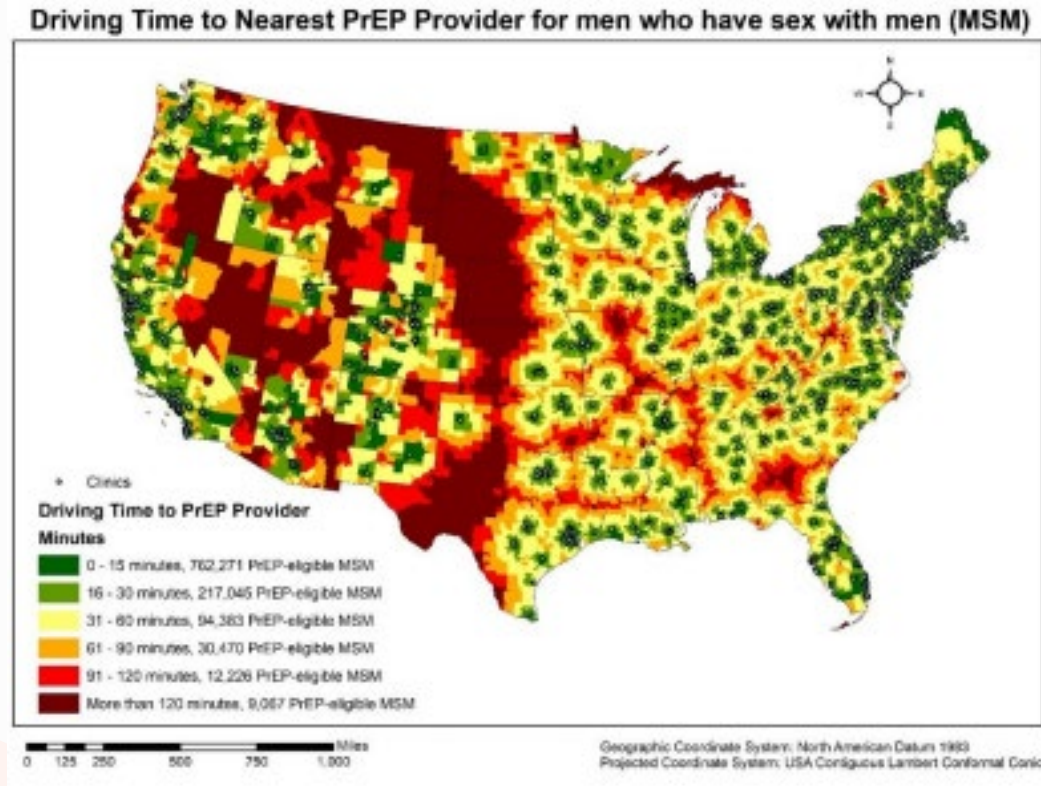 Driving Time to Nearest PrEP Provider for men who have sex with men (MSM)
N
W
E
S
Clinics
Driving Time to PrEP Provider
Minutes
0 - 15 minutes, 762,271 PrEP-eligible MSM
16 - 30 minutes, 217,045 PrEP-eligible MSM
31 - 60 minutes, 94,383 PrEP-eligible MSM
61 - 90 minutes, 30,470 PrEP-eligible MSM
91 - 120 minutes, 12,226 PrEP-eligible MSM
More than 120 minutes, 9,067 PrEP-eligible MSM
Miles
0 125 250 500 750 1,000
Geographic Coordinate System: North American Datum 1983
Projected Coordinate System: USA Contiguous Lambert Conformal Conic